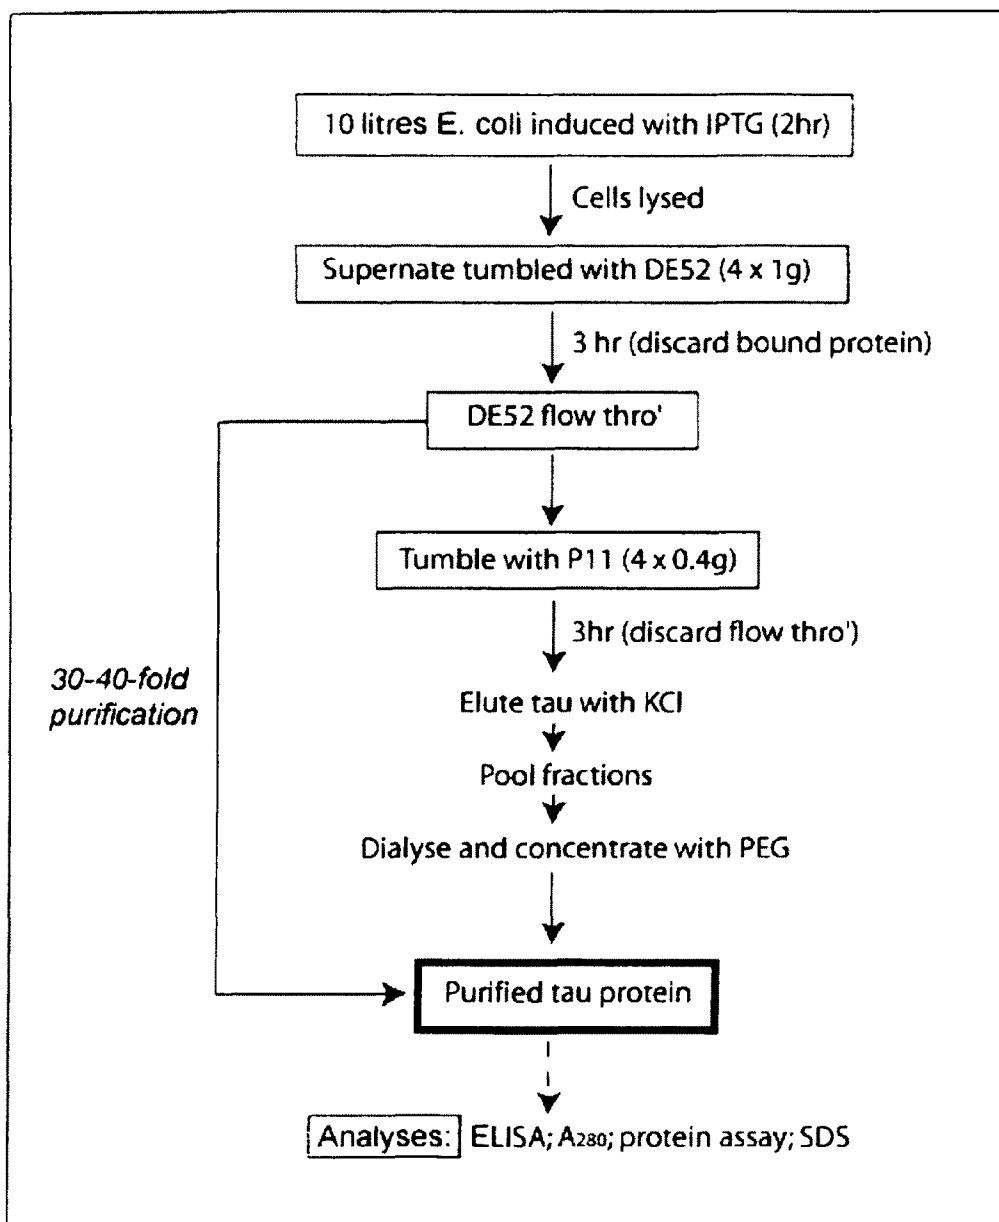 10 litres E. coli induced with IPTG (2hr)
Cells lysed
Supernate tumbled with DE52 (4 x 1g)
3 hr (discard bound protein)
DE52 flow thro'
Tumble with P11 (4 x 0.4g)
3hr (discard flow thro')
30-40-fold
purification
Elute tau with KCl
Pool fractions
Dialyse and concentrate with PEG
Purified tau protein
Analyses: ELISA; A280; protein assay; SDS